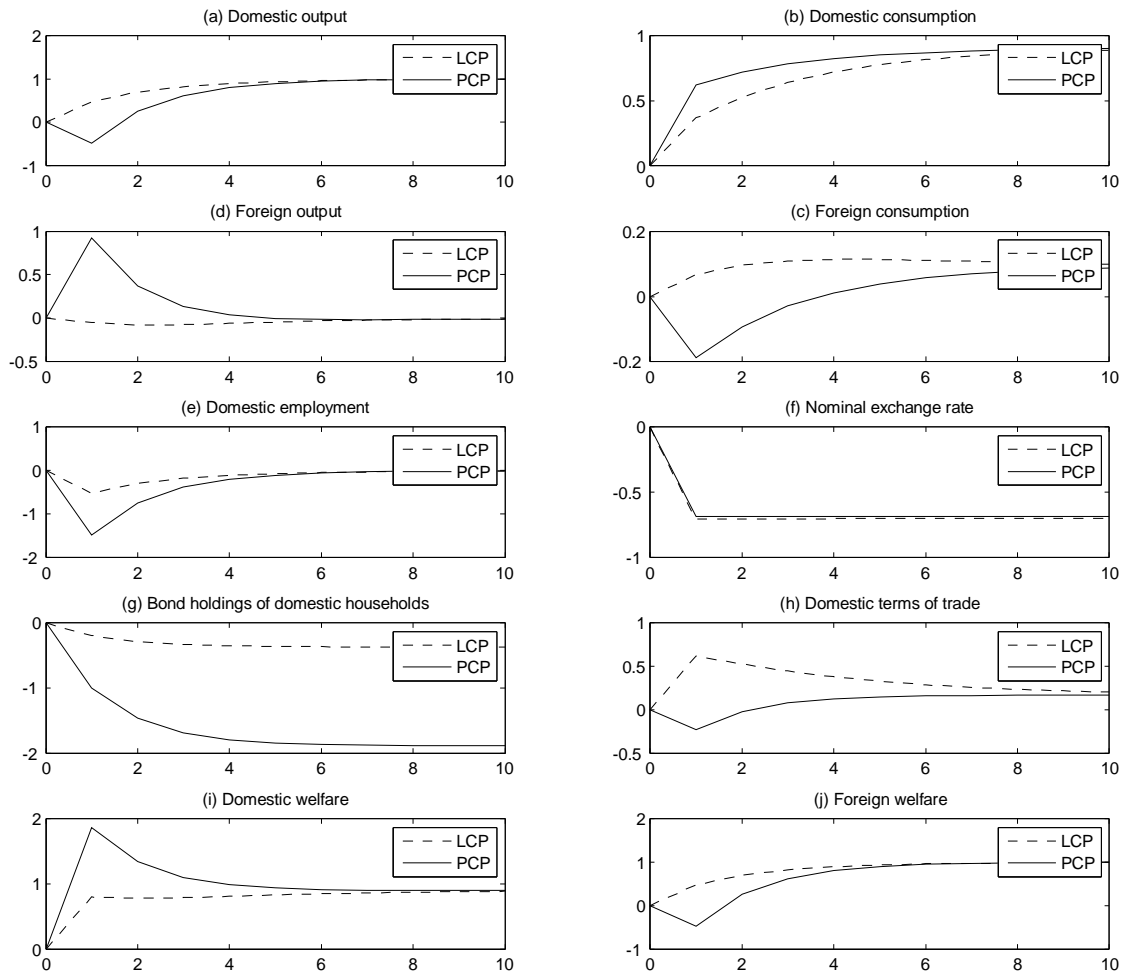 (a) Domestic output
2
1
0
-1
LCP
PCP
0 2 4 6 8 10
(b) Domestic consumption
1
0.5
0
LCP
PCP
0 2 4 6 8 10
(d) Foreign output
1
0.5
0
-0.5
LCP
PCP
0 2 4 6 8 10
(c) Foreign consumption
0.2
0
-0.2
LCP
PCP
0 2 4 6 8 10
(e) Domestic employment
1
0
-1
-2
LCP
PCP
0 2 4 6 8 10
(f) Nominal exchange rate
0
-0.5
-1
LCP
PCP
0 2 4 6 8 10
(g) Bond holdings of domestic households
0
-1
-2
LCP
PCP
0 2 4 6 8 10
(h) Domestic terms of trade
1
0.5
0
-0.5
LCP
PCP
0 2 4 6 8 10
(i) Domestic welfare
2
1
0
LCP
PCP
0 2 4 6 8 10
(j) Foreign welfare
2
1
0
-1
LCP
PCP
0 2 4 6 8 10